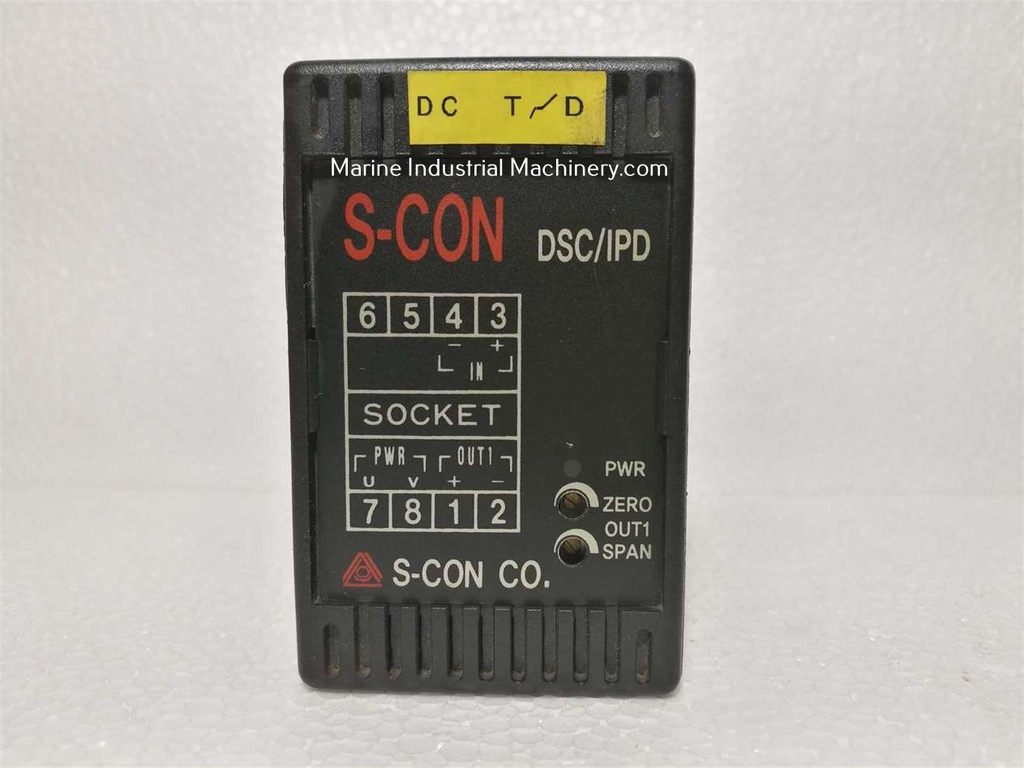 DC T/D
Marine Industrial Machinery.com
S-CON DSC/IPD
6 5 4 3
- +
IN
SOCKET
PWR OUT1
U V + -
7 8 1 2
PWR
ZERO
OUT1
SPAN
S-CON CO.